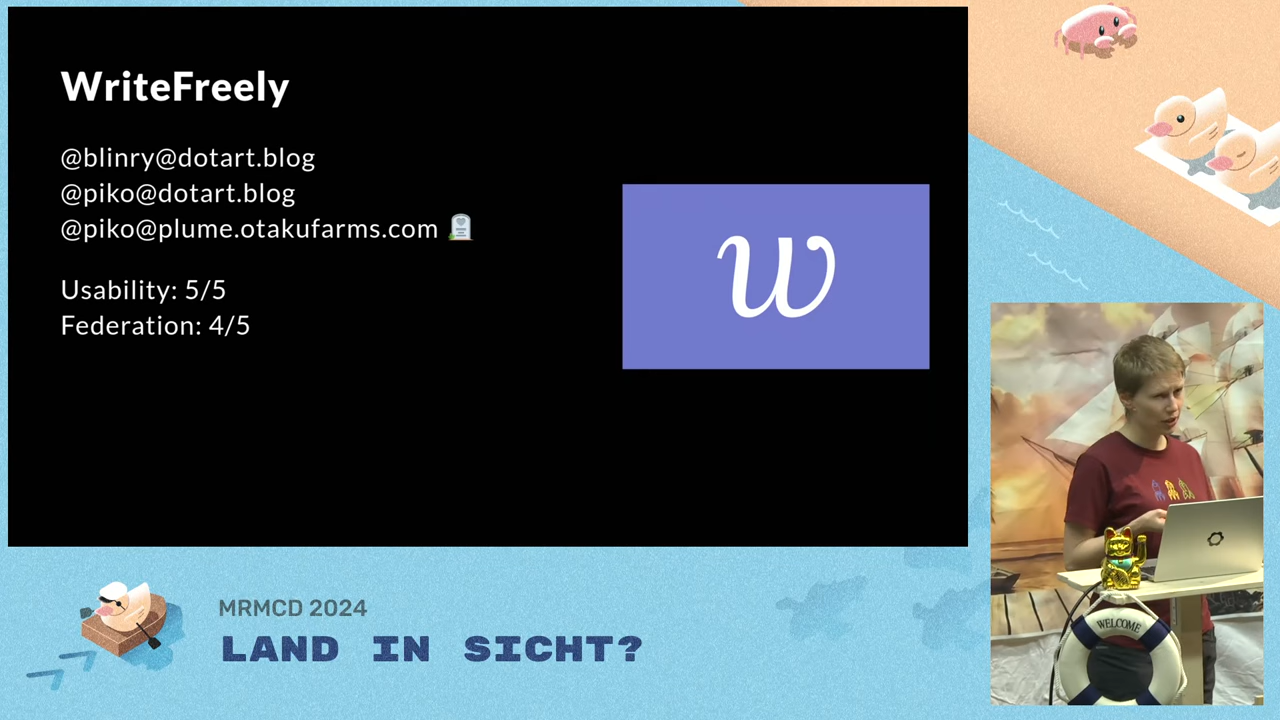 WriteFreely
@blinry@dotart.blog
@piko@dotart.blog
@piko@plume.otakufarms.com 🪦
Usability: 5/5
Federation: 4/5
w
MRMCD 2024
LAND IN SICHT?
WELCOME